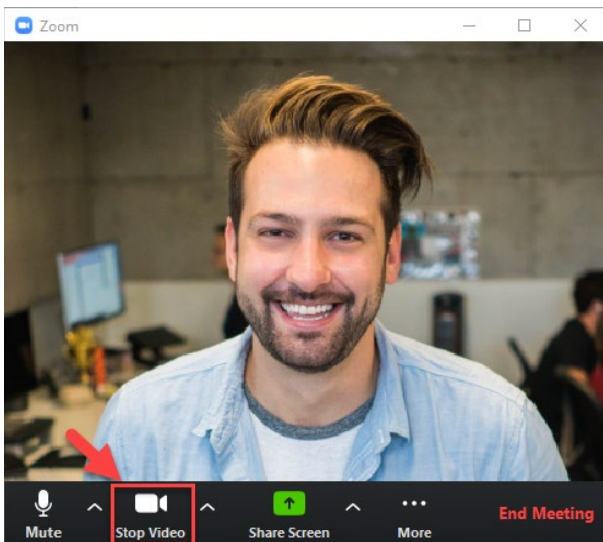 Zoom
Mute
Stop Video
Share Screen
More
End Meeting